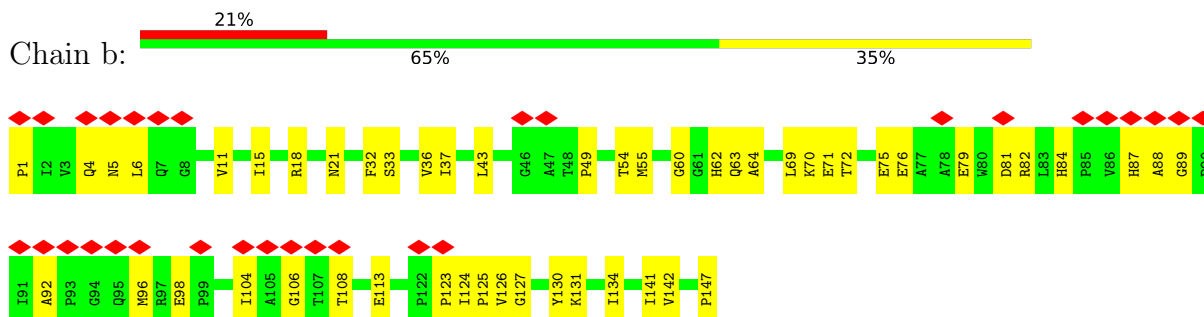 21%
Chain b:
65% 35%
P1 I2 V3 Q4 N5 L6 Q7 G8 V11 I15 R18 N21 F32 S33 V36 I37 L43 G46 A47 T48 P49 T54 M55 G60 G61 H62 Q63 A64 L69 K70 E71 T72 E75 E76 A77 A78 E79 W80 D81 R82 L83 H84 P85 V86 H87 A88 G89
I91 A92 P93 G94 Q95 M96 R97 E98 P99 I104 A105 G106 T107 T108 E113 P122 P123 I124 P125 V126 G127 Y130 K131 I134 I141 V142 P147